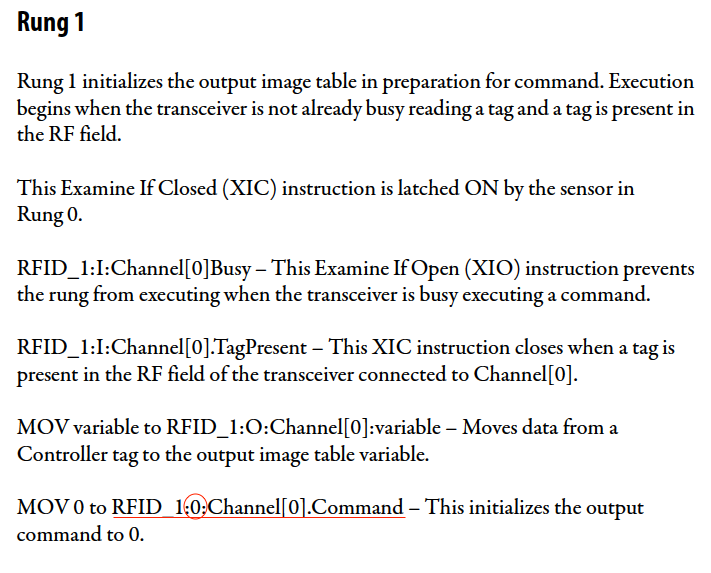 Rung 1
Rung 1 initializes the output image table in preparation for command. Execution
begins when the transceiver is not already busy reading a tag and a tag is present in
the RF field.
This Examine If Closed (XIC) instruction is latched ON by the sensor in
Rung 0.
RFID_1:I:Channel[0]Busy – This Examine If Open (XIO) instruction prevents
the rung from executing when the transceiver is busy executing a command.
RFID_1:I:Channel[0].TagPresent – This XIC instruction closes when a tag is
present in the RF field of the transceiver connected to Channel[0].
MOV variable to RFID_1:O:Channel[0]:variable – Moves data from a
Controller tag to the output image table variable.
MOV 0 to RFID_1:0:Channel[0].Command – This initializes the output
command to 0.